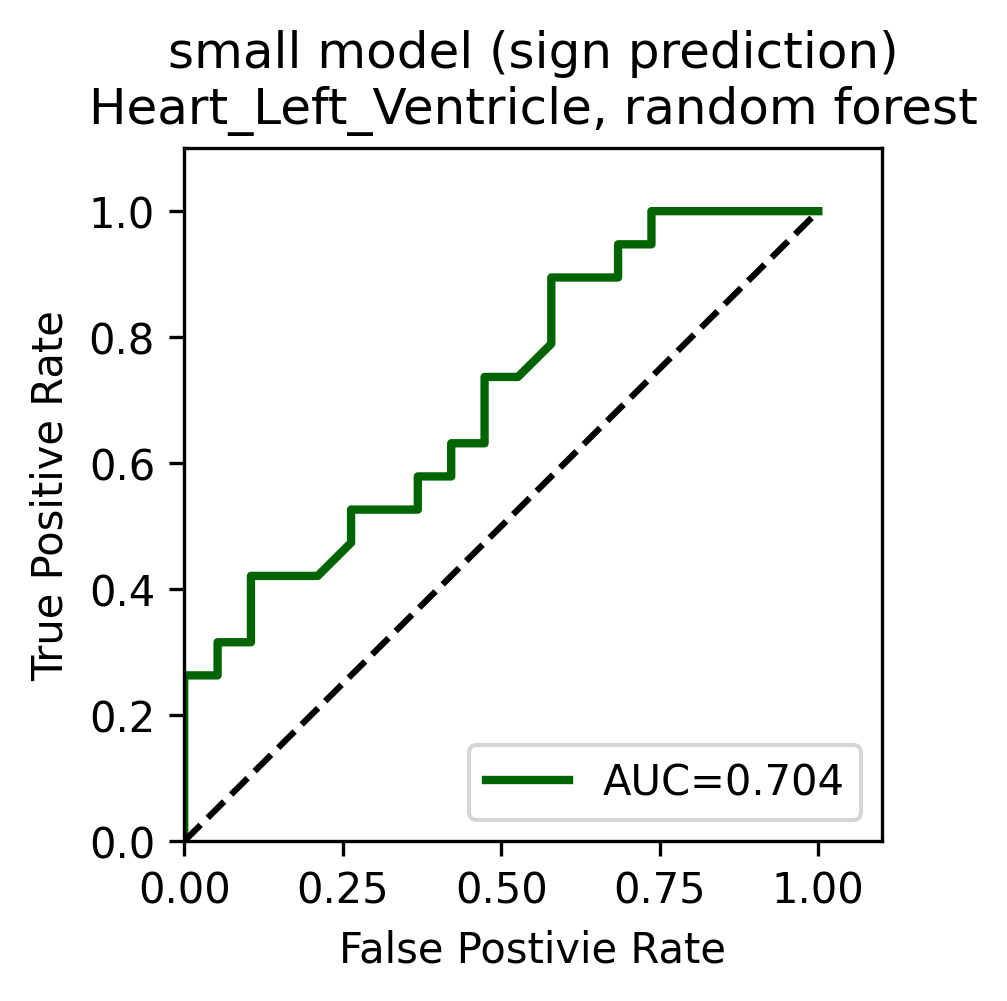 small model (sign prediction)
Heart_Left_Ventricle, random forest
1.0
0.8
0.6
0.4
0.2
0.0
True Positive Rate
AUC=0.704
0.00 0.25 0.50 0.75 1.00
False Postivie Rate